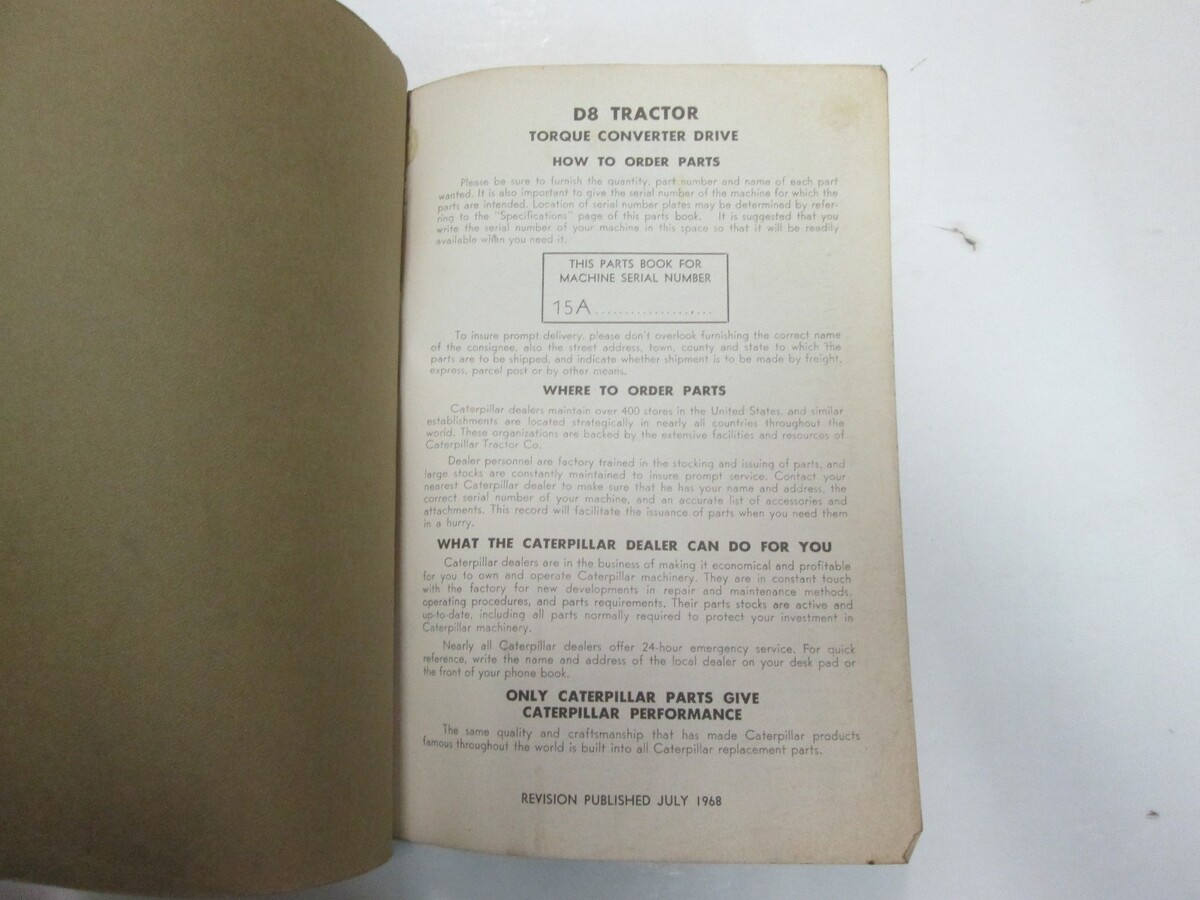 D8 TRACTOR
TORQUE CONVERTER DRIVE
HOW TO ORDER PARTS
Please be sure to furnish the quantity, part number and name of each part
wanted. It is also important to give the serial number of the machine for which the
parts are intended. Location of serial number plates may be determined by refer-
ring to the "Specifications" page of this parts book. It is suggested that you
write the serial number of your machine in this space so that it will be readily
available when you need it.
THIS PARTS BOOK FOR
MACHINE SERIAL NUMBER
15A....................
To insure prompt delivery, please don't overlook furnishing the correct name
of the consignee, also the street address, town, county and state to which the
parts are to be shipped, and indicate whether shipment is to be made by freight,
express, parcel post or by other means.
WHERE TO ORDER PARTS
Caterpillar dealers maintain over 400 stores in the United States, and similar
establishments are located strategically in nearly all countries throughout the
world. These organizations are backed by the extensive facilities and resources of
Caterpillar Tractor Co.
Dealer personnel are factory trained in the stocking and issuing of parts, and
large stocks are constantly maintained to insure prompt service. Contact your
nearest Caterpillar dealer to make sure that he has your name and address, the
correct serial number of your machine, and an accurate list of accessories and
attachments. This record will facilitate the issuance of parts when you need them
in a hurry.
WHAT THE CATERPILLAR DEALER CAN DO FOR YOU
Caterpillar dealers are in the business of making it economical and profitable
for you to own and operate Caterpillar machinery. They are in constant touch
with the factory for new developments in repair and maintenance methods,
operating procedures, and parts requirements. Their parts stocks are active and
up-to-date, including all parts normally required to protect your investment in
Caterpillar machinery.
Nearly all Caterpillar dealers offer 24-hour emergency service. For quick
reference, write the name and address of the local dealer on your desk pad or
the front of your phone book.
ONLY CATERPILLAR PARTS GIVE
CATERPILLAR PERFORMANCE
The same quality and craftsmanship that has made Caterpillar products
famous throughout the world is built into all Caterpillar replacement parts.
REVISION PUBLISHED JULY 1968